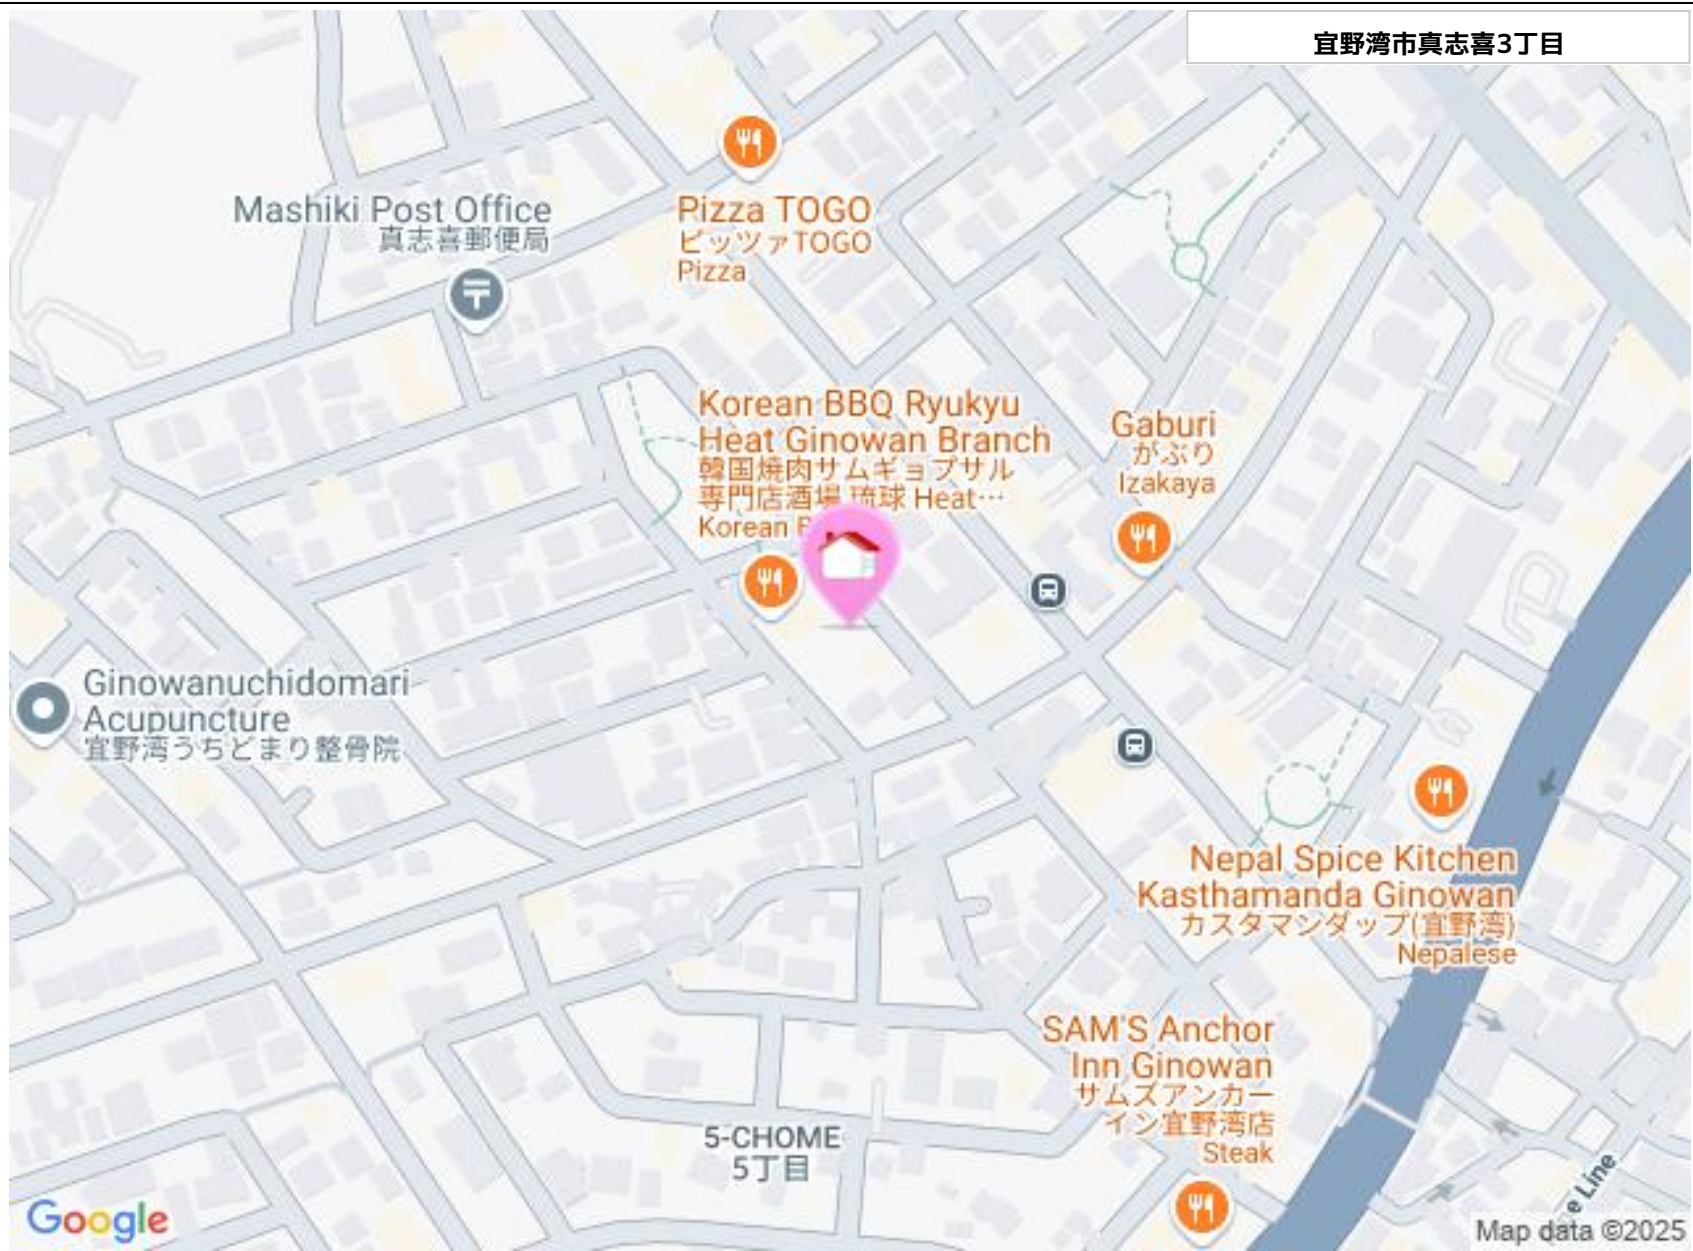 宜野湾市真志喜3丁目
Pizza TOGO
ピッツァTOGO
Pizza
Mashiki Post Office
真志喜郵便局
Korean BBQ Ryukyu
Heat Ginowan Branch
韓国焼肉サムギョプサル
専門店酒場 琉球 Heat…
Korean B
Gaburi
がぶり
Izakaya
Ginowanuchidomari
Acupuncture
宜野湾うちどまり整骨院
Nepal Spice Kitchen
Kasthamanda Ginowan
カスタマンダップ(宜野湾)
Nepalese
SAM'S Anchor
Inn Ginowan
サムズアンカー
イン宜野湾店
Steak
5-CHOME
5丁目
e Line
Google
Map data ©2025